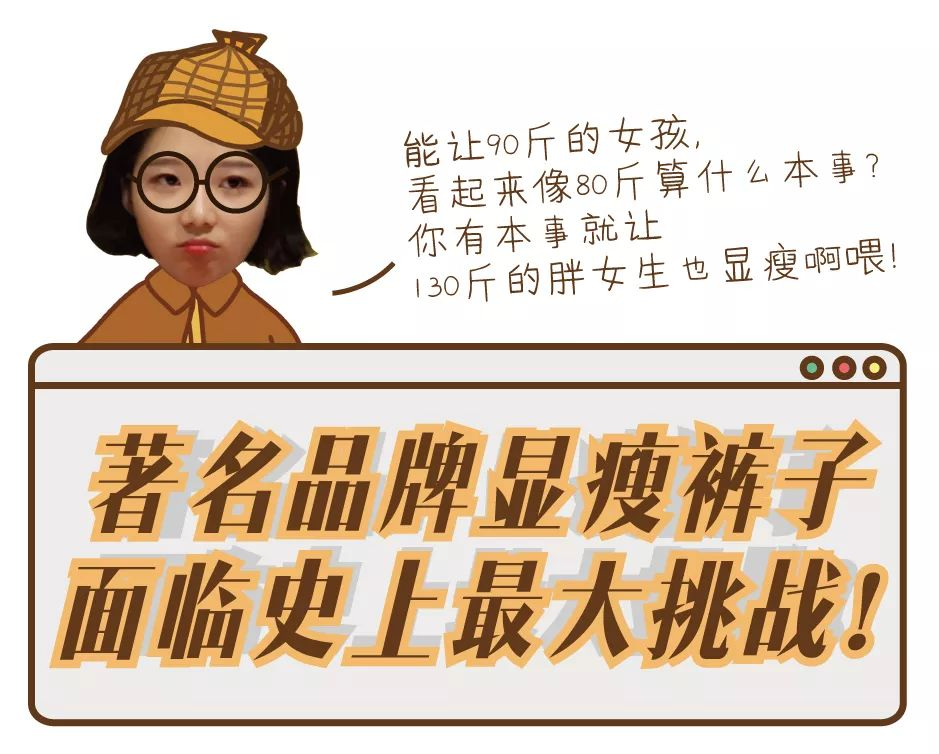 能让90斤的女孩,
看起来像80斤算什么本事?
你有本事就让
130斤的胖女生也显瘦啊喂!
著名品牌显瘦裤子
面临史上最大挑战!